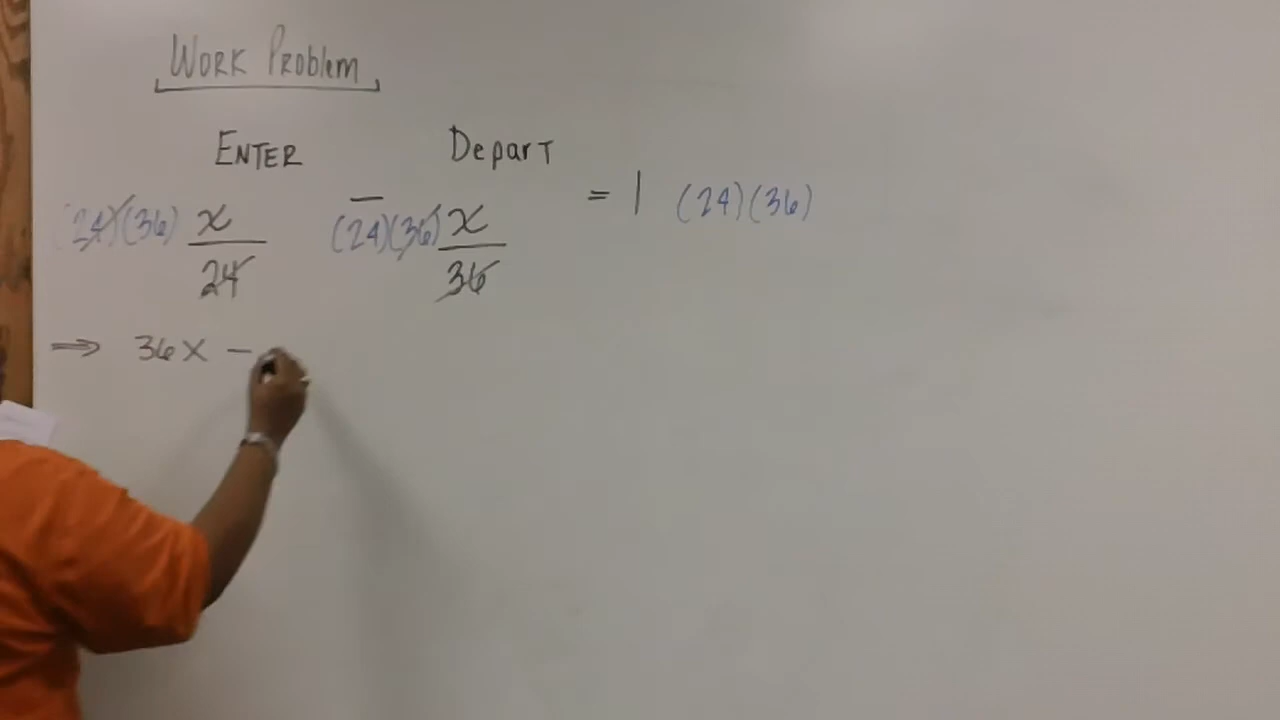 WORK Problem
ENTER Depart
(24)(36) x/24 — (24)(36) x/36 = 1 (24)(36)
⇒ 36x −